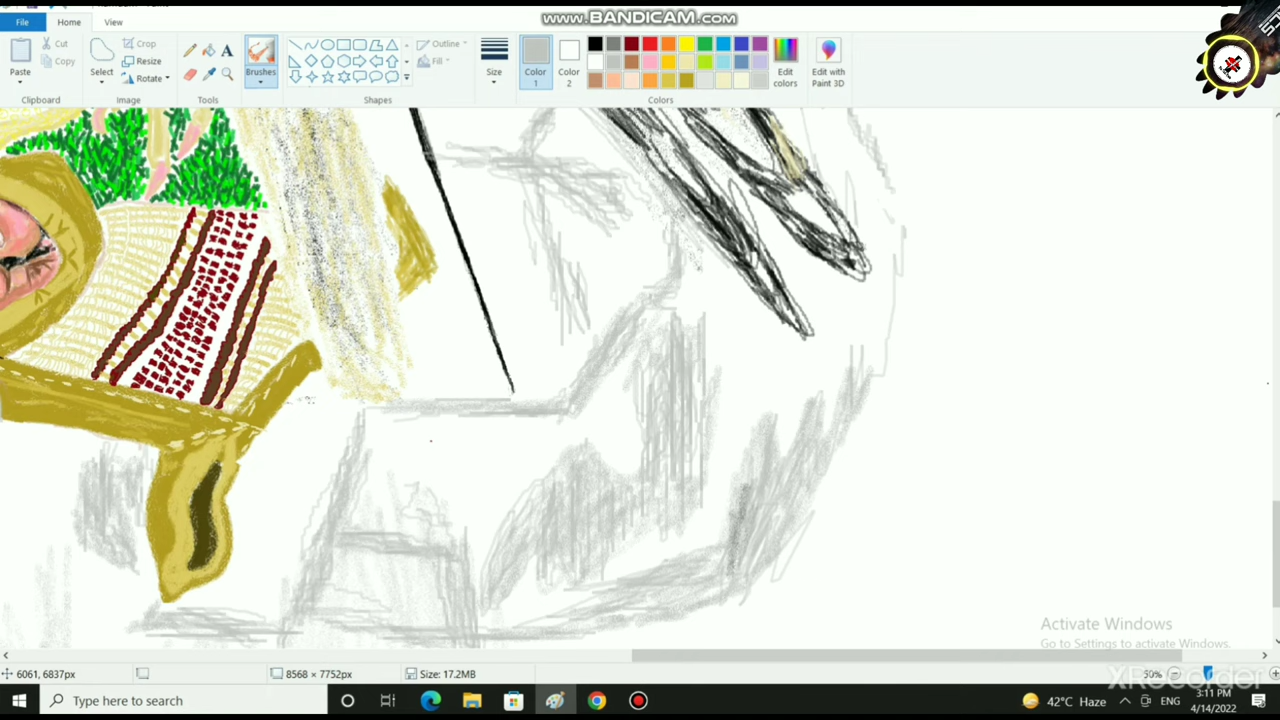 www.BANDICAM.com
File
Home
View
Paste
Cut
Copy
Select
Crop
Resize
Rotate
Brushes
Outline
Fill
Size
Color
1
Color
2
Edit
colors
Edit with
Paint 3D
Clipboard
Image
Tools
Shapes
Colors
Activate Windows
Go to Settings to activate Windows.
6061, 6837px
8568 × 7752px
Size: 17.2MB
XRecorder
Type here to search
42°C Haze
ENG
3:11 PM
4/14/2022